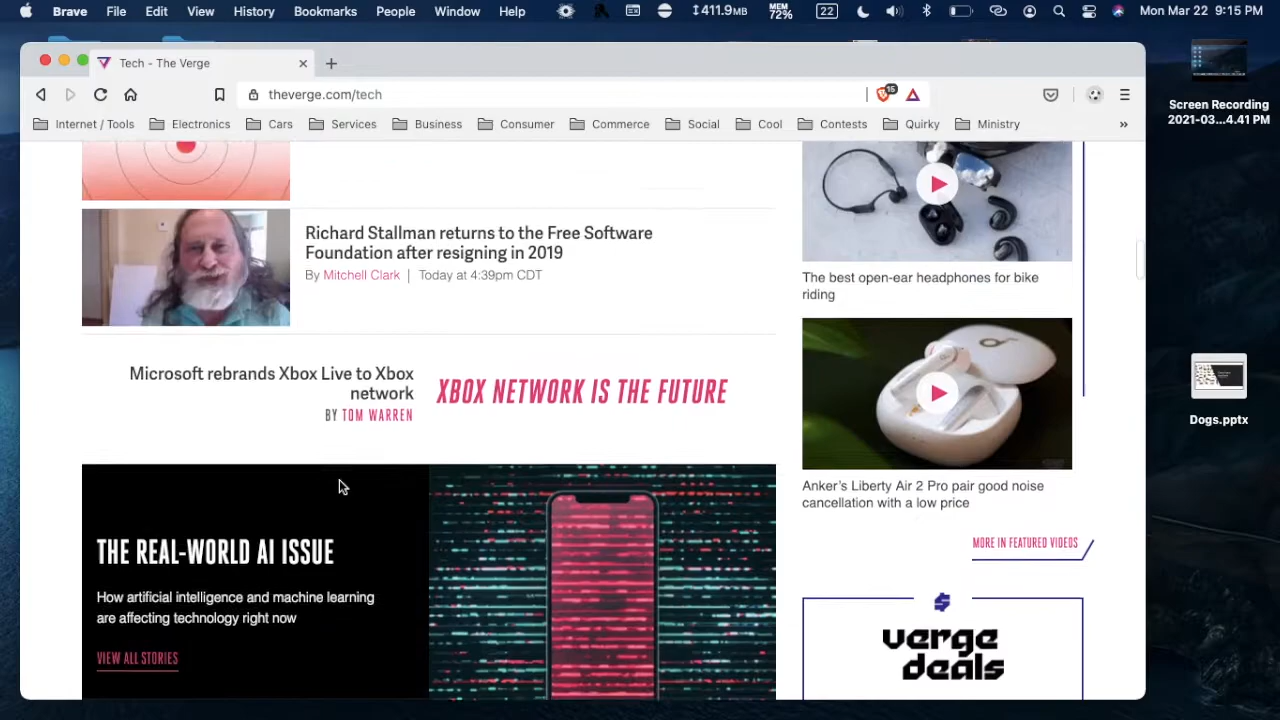 Brave File Edit View History Bookmarks People Window Help 411.9MB MEM 72% 22 Mon Mar 22 9:15 PM
Tech - The Verge
theverge.com/tech
15
Internet / Tools Electronics Cars Services Business Consumer Commerce Social Cool Contests Quirky Ministry »
Richard Stallman returns to the Free Software
Foundation after resigning in 2019
By Mitchell Clark | Today at 4:39pm CDT
Microsoft rebrands Xbox Live to Xbox
network
BY TOM WARREN
XBOX NETWORK IS THE FUTURE
THE REAL-WORLD AI ISSUE
How artificial intelligence and machine learning
are affecting technology right now
VIEW ALL STORIES
The best open-ear headphones for bike
riding
Anker's Liberty Air 2 Pro pair good noise
cancellation with a low price
MORE IN FEATURED VIDEOS
verge
deals
Screen Recording
2021-03...4.41 PM
Dogs.pptx